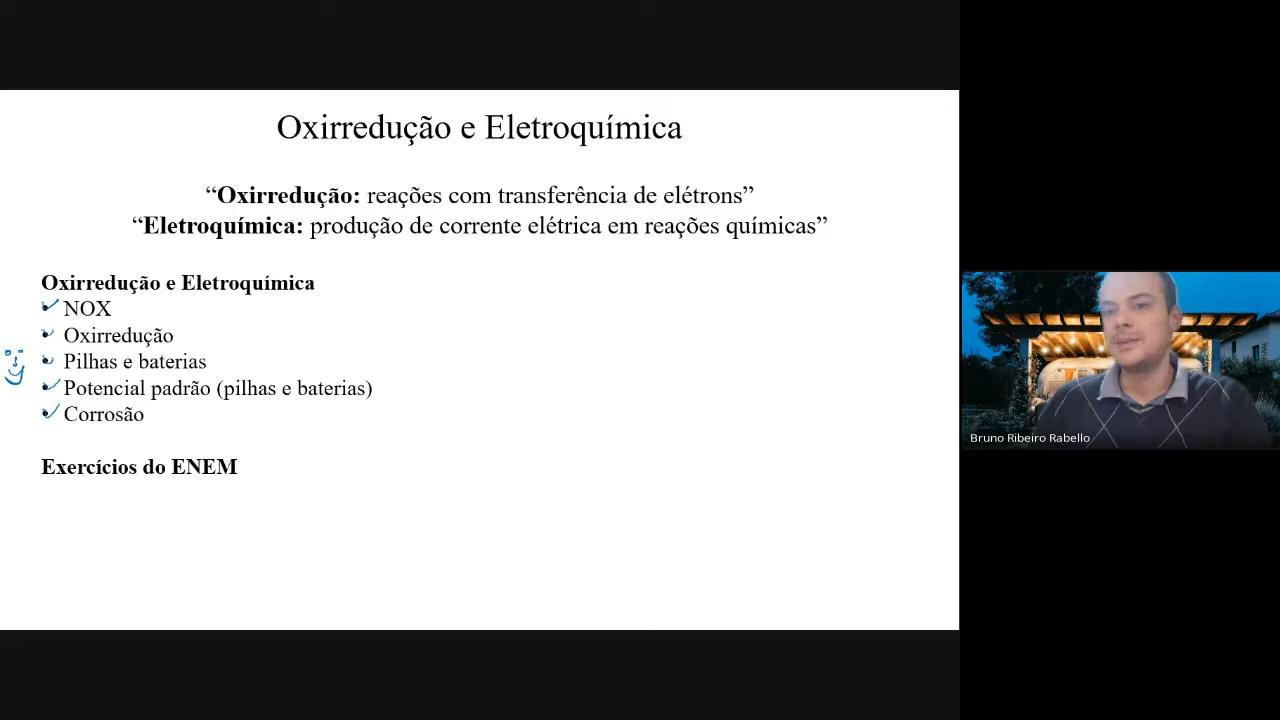 Oxirredução e Eletroquímica
“Oxirredução: reações com transferência de elétrons”
“Eletroquímica: produção de corrente elétrica em reações químicas”
Oxirredução e Eletroquímica
NOX
Oxirredução
Pilhas e baterias
Potencial padrão (pilhas e baterias)
Corrosão
Exercícios do ENEM
Bruno Ribeiro Rabello